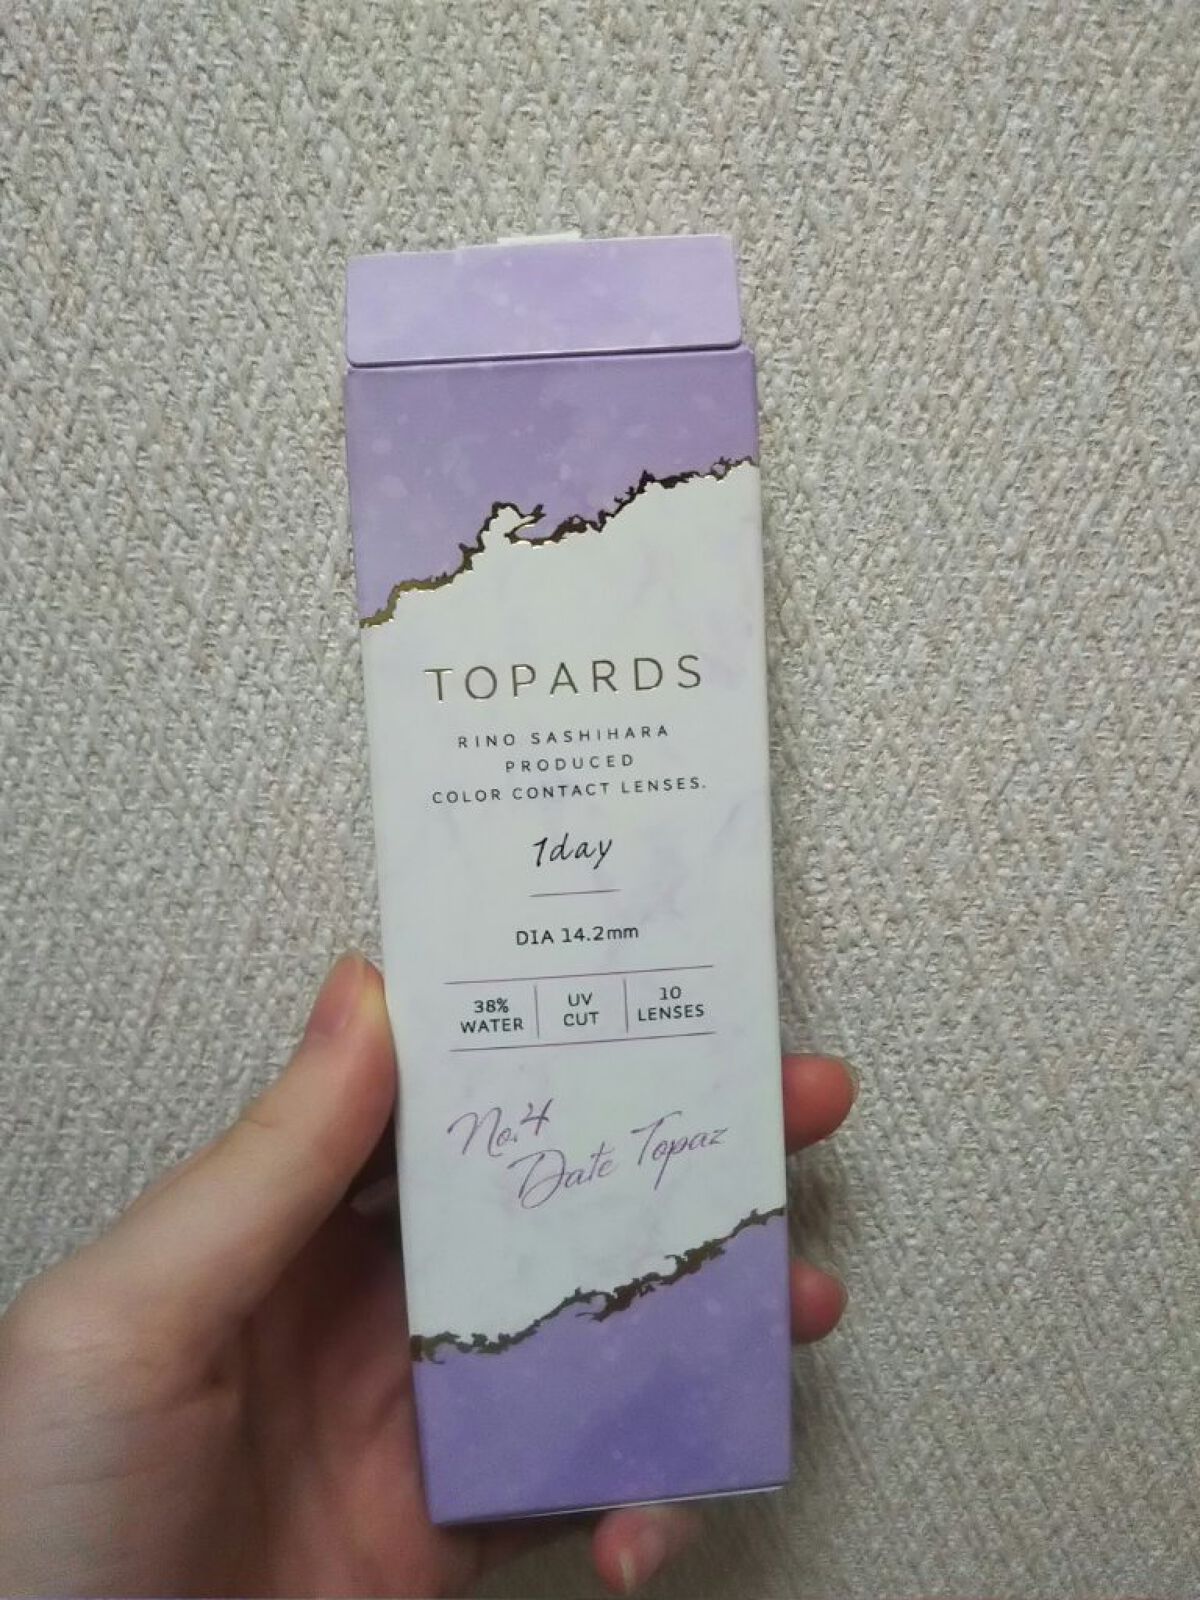 TOPARDS
RINO SASHIHARA
PRODUCED
COLOR CONTACT LENSES.
1day
DIA 14.2mm
38%
WATER
UV
CUT
10
LENSES
No.4
Date Topaz